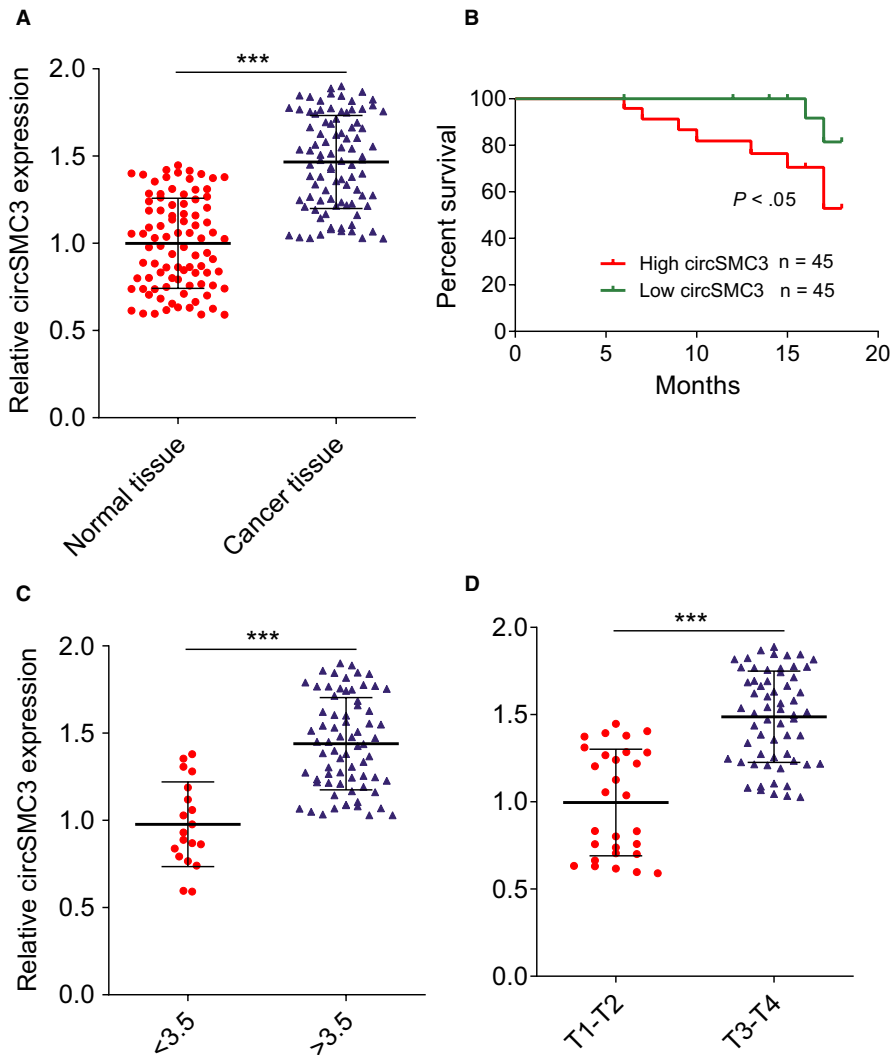 A
***
Relative circSMC3 expression
2.0
1.5
1.0
0.5
0.0
Normal tissue
Cancer tissue
B
Percent survival
100
80
60
40
20
0
P < .05
High circSMC3 n = 45
Low circSMC3 n = 45
0 5 10 15 20
Months
C
***
Relative circSMC3 expression
2.0
1.5
1.0
0.5
0.0
<3.5
>3.5
D
***
2.0
1.5
1.0
0.5
0.0
T1-T2
T3-T4